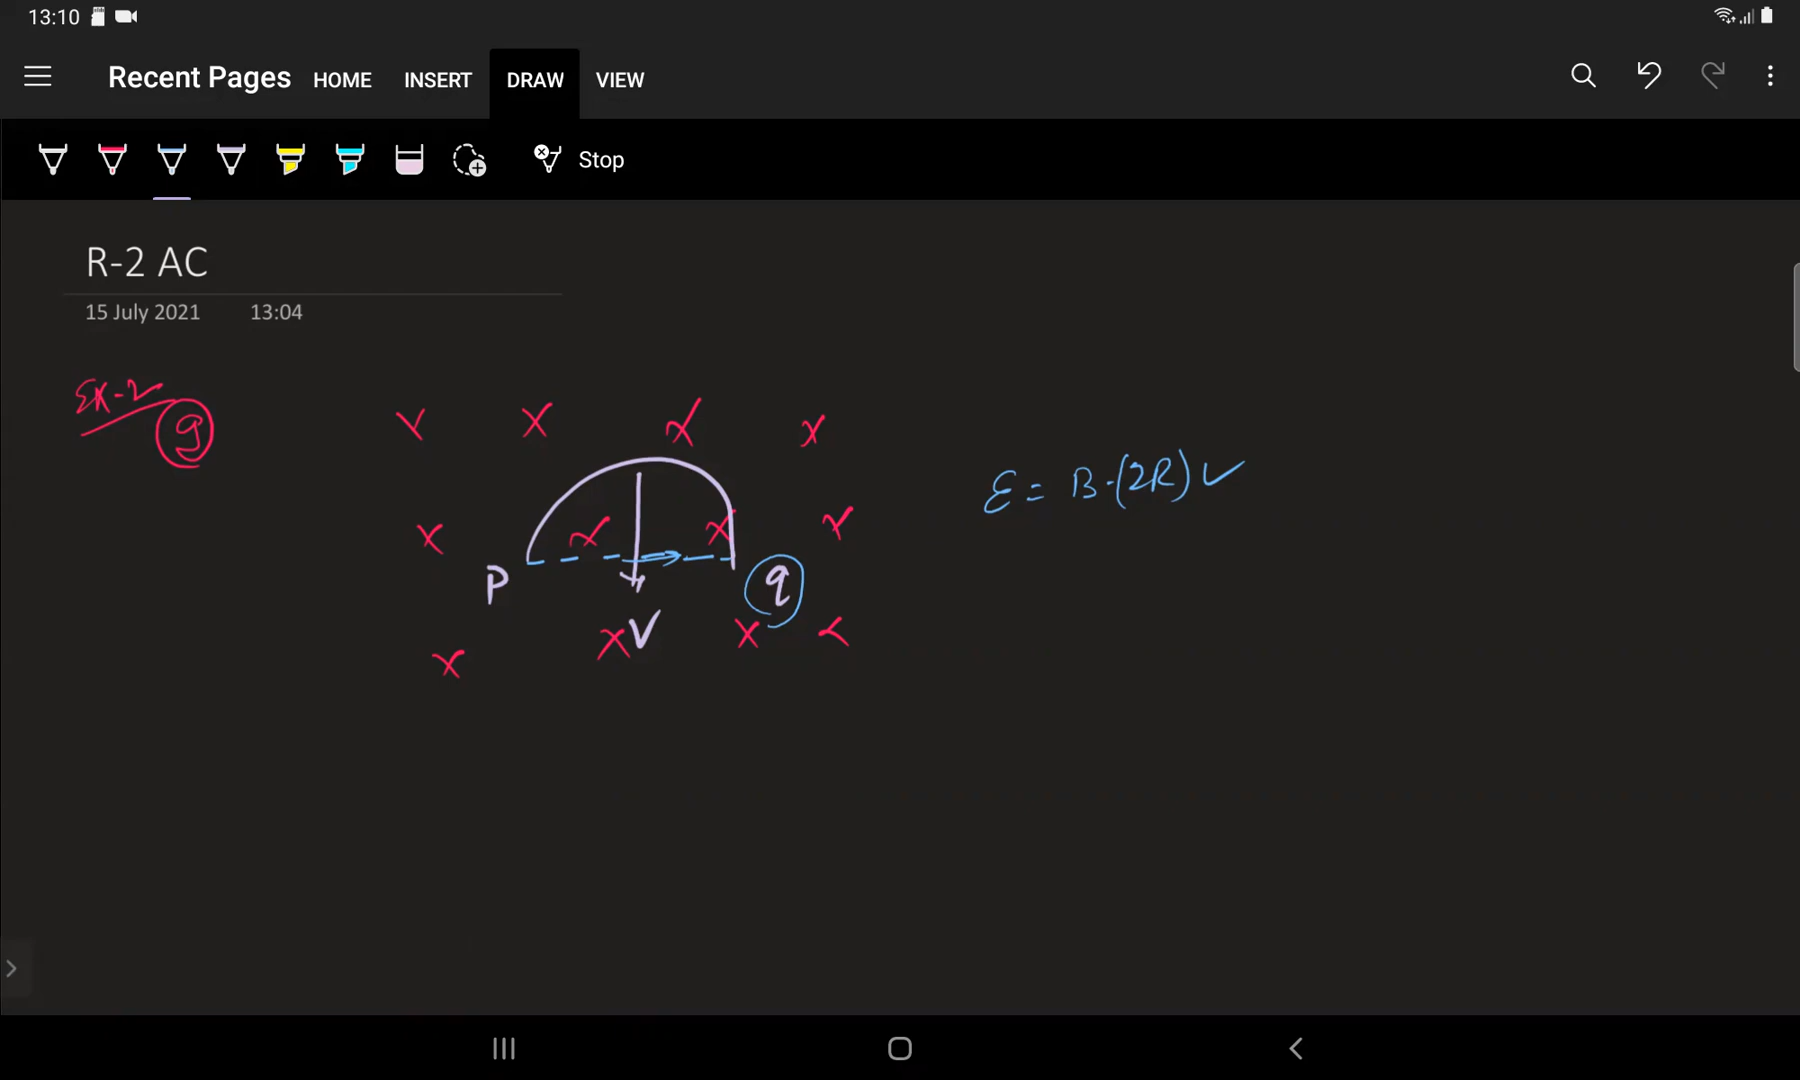 13:10
Recent Pages HOME INSERT DRAW VIEW
Stop
R-2 AC
15 July 2021 13:04
Ex-2
9
x x x x
x x x x
P q
x x V x x
ε = B·(2R) v